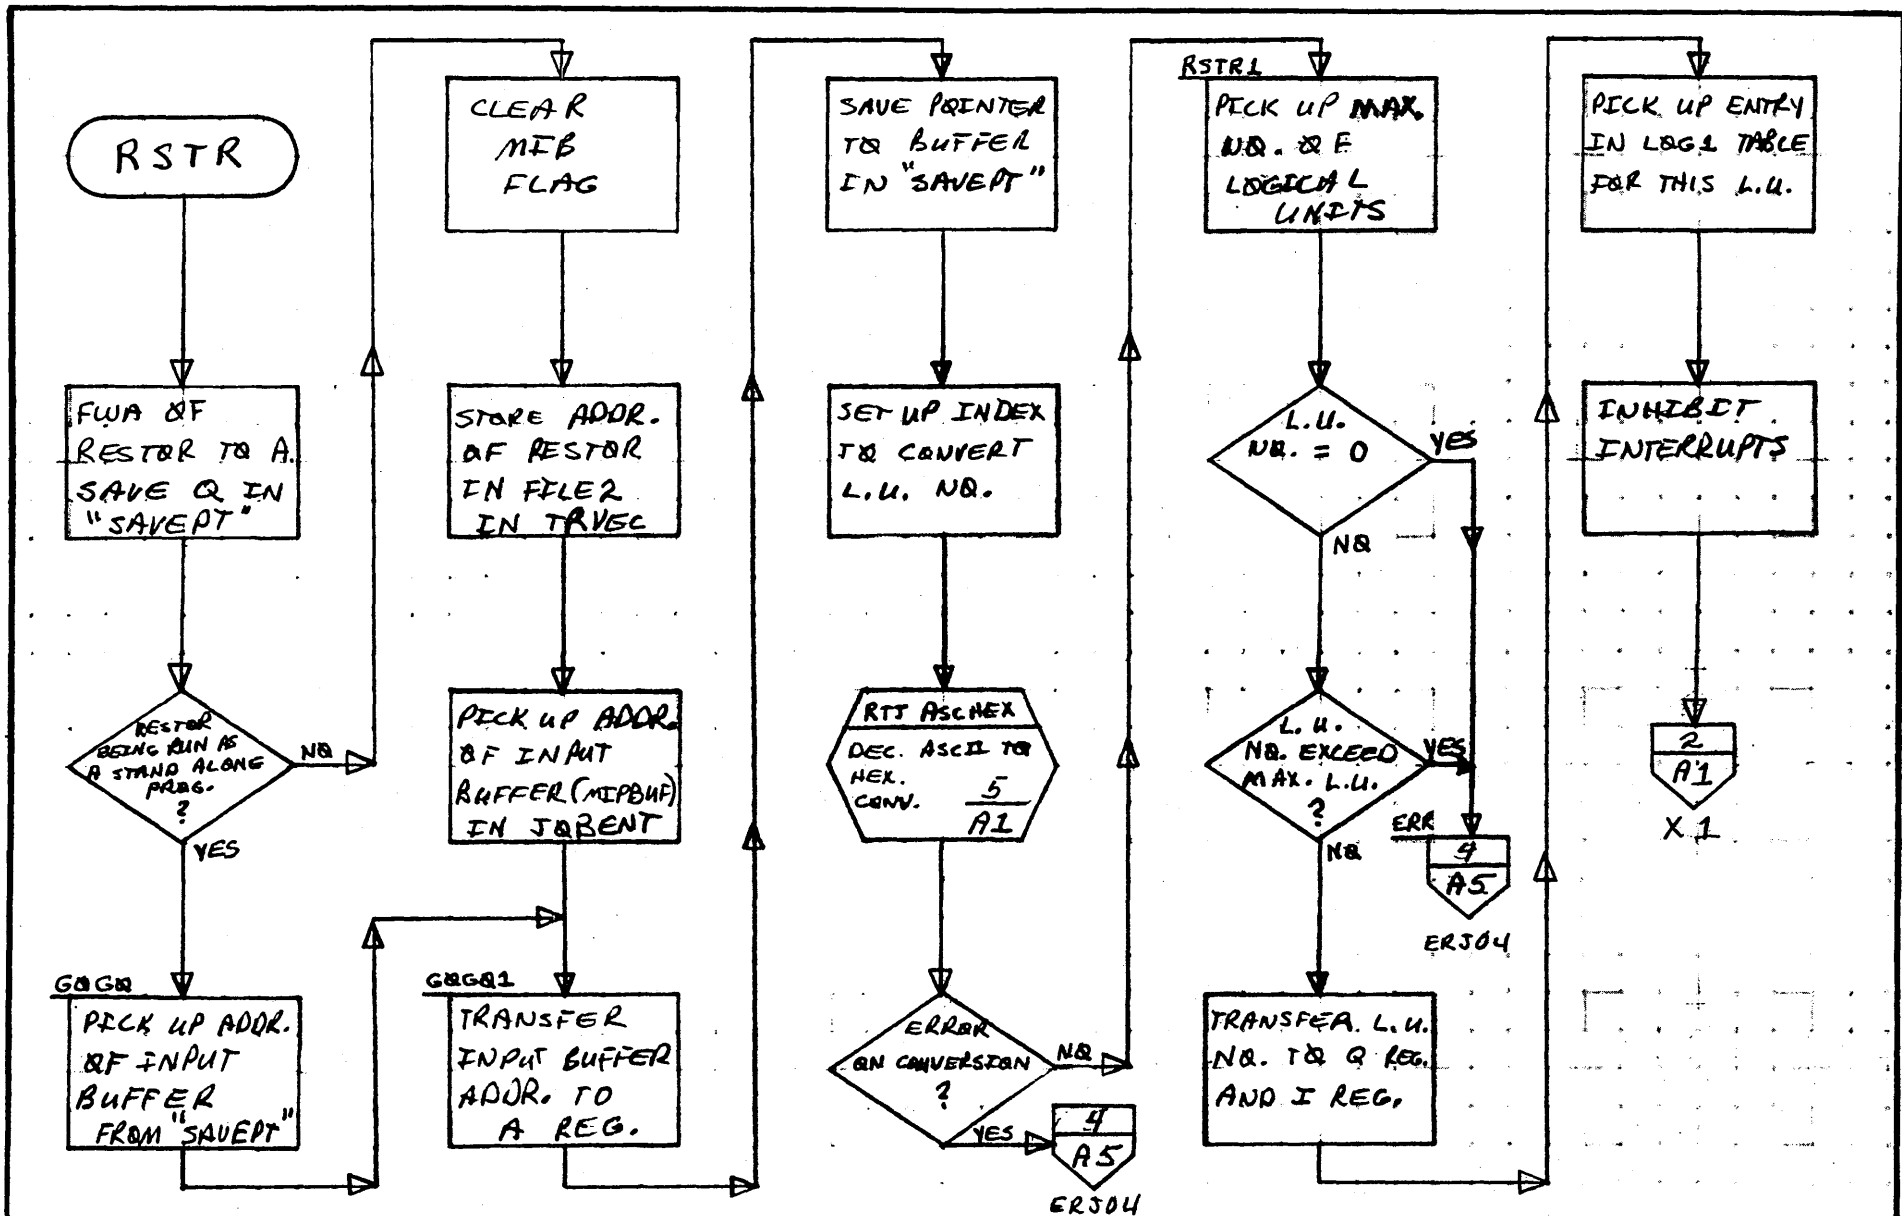 RSTR
FWA OF
RESTOR TO A.
SAVE Q IN
"SAVEPT"
RESTOR
BEING RUN AS
A STAND ALONE
PROG.
?
NO
YES
GOGO
PICK UP ADDR.
OF INPUT
BUFFER
FROM "SAVEPT"
CLEAR
MIB
FLAG
STORE ADDR.
OF RESTOR
IN FILE2
IN TRVEC
PICK UP ADDR.
OF INPUT
BUFFER (MIPBUF)
IN JOBENT
GOGO1
TRANSFER
INPUT BUFFER
ADDR. TO
A REG.
SAVE POINTER
TO BUFFER
IN "SAVEPT"
SET UP INDEX
TO CONVERT
L.U. NO.
RTJ ASCHEX
DEC. ASCII TO
HEX.
CONV.
5
A1
ERROR
ON CONVERSION
?
NO
YES
4
A5
ERJ04
RSTR1
PICK UP MAX.
NO. OF
LOGICAL
UNITS
L.U.
NO. = 0
YES
NO
L.U.
NO. EXCEED
MAX. L.U.
?
YES
NO
ERR
4
A5
ERJ04
TRANSFER L.U.
NO. TO Q REG.
AND I REG.
PICK UP ENTRY
IN LOG1 TABLE
FOR THIS L.U.
INHIBIT
INTERRUPTS
2
A1
X1